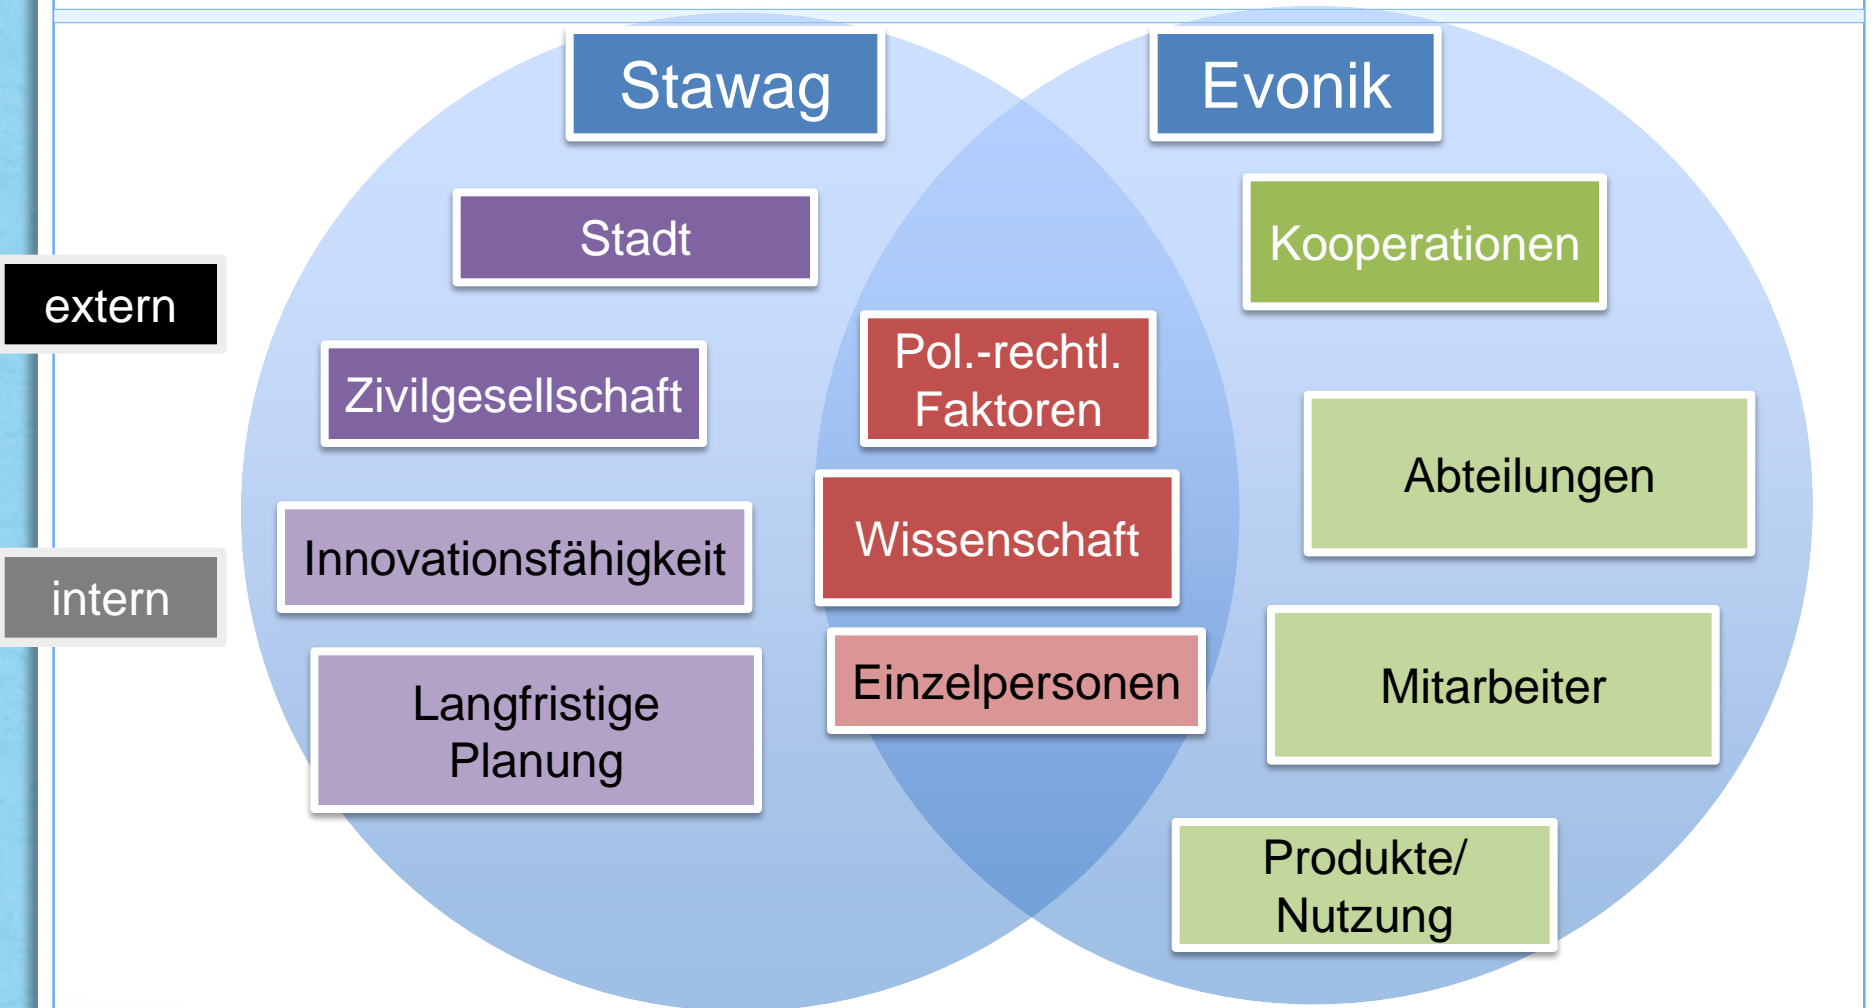 Stawag
Evonik
Stadt
Kooperationen
extern
Zivilgesellschaft
Pol.-rechtl.
Faktoren
Abteilungen
Innovationsfähigkeit
Wissenschaft
intern
Langfristige
Planung
Einzelpersonen
Mitarbeiter
Produkte/
Nutzung